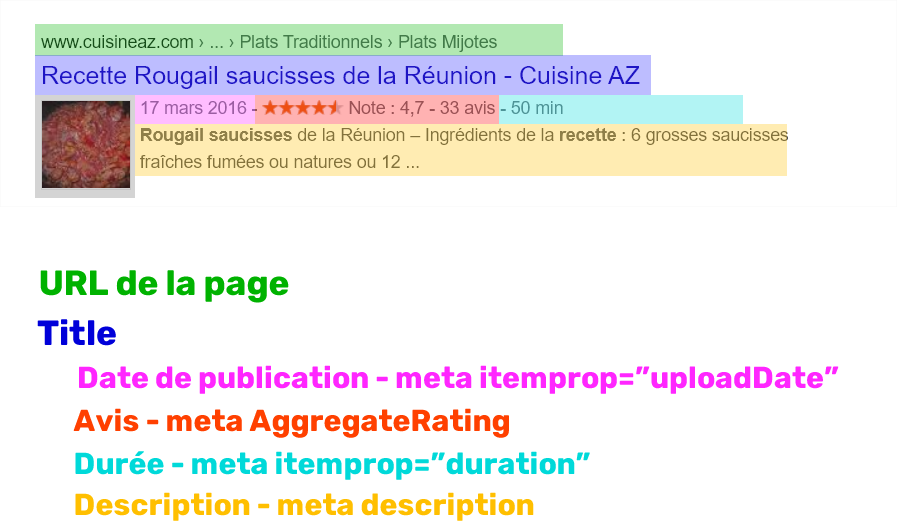 www.cuisineaz.com › ... › Plats Traditionnels › Plats Mijotes
Recette Rougail saucisses de la Réunion - Cuisine AZ
17 mars 2016 - ★★★★★ Note : 4,7 - 33 avis - 50 min
Rougail saucisses de la Réunion – Ingrédients de la recette : 6 grosses saucisses
fraîches fumées ou natures ou 12 ...
URL de la page
Title
Date de publication - meta itemprop=”uploadDate”
Avis - meta AggregateRating
Durée - meta itemprop=”duration”
Description - meta description